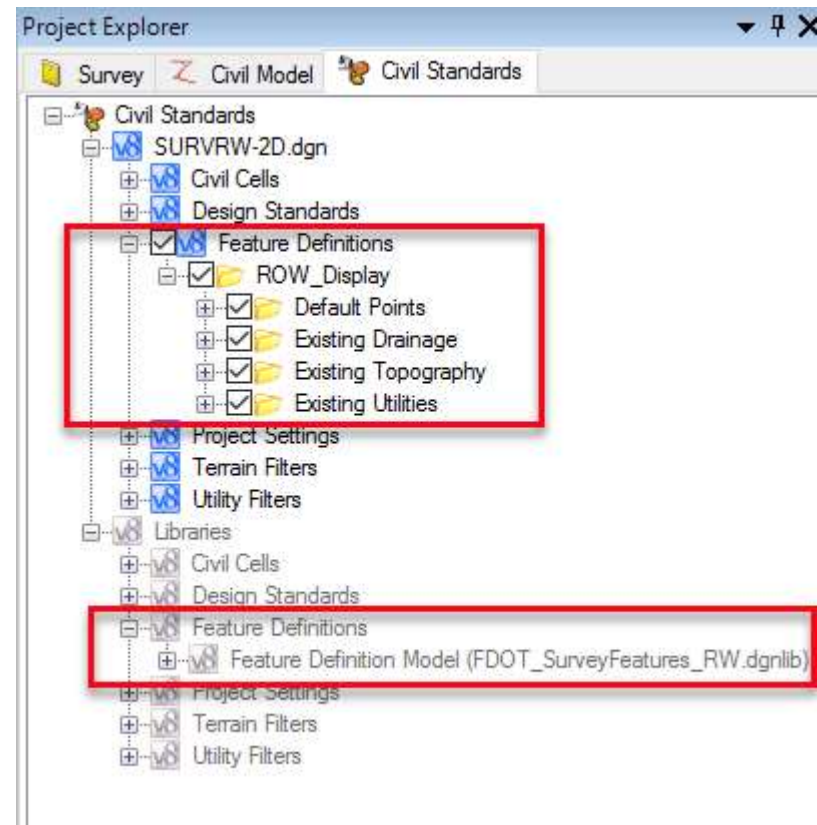 Project Explorer
Survey Civil Model Civil Standards
Civil Standards
SURVRW-2D.dgn
Civil Cells
Design Standards
Feature Definitions
ROW_Display
Default Points
Existing Drainage
Existing Topography
Existing Utilities
Project Settings
Terrain Filters
Utility Filters
Libraries
Civil Cells
Design Standards
Feature Definitions
Feature Definition Model (FDOT_SurveyFeatures_RW.dgnlib)
Project Settings
Terrain Filters
Utility Filters